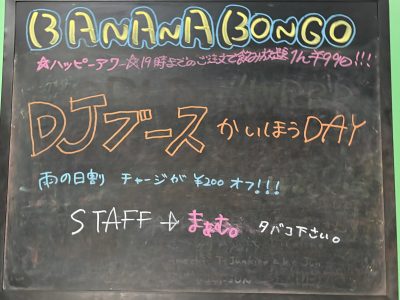 BANANA BONGO
☆ハッピーアワー☆19時までのご注文で飲み放題1h¥990!!!
DJブースかいほうDAY
雨の日割 チャージが¥200オフ!!!
STAFF→まぁむ。 タバコ下さい。